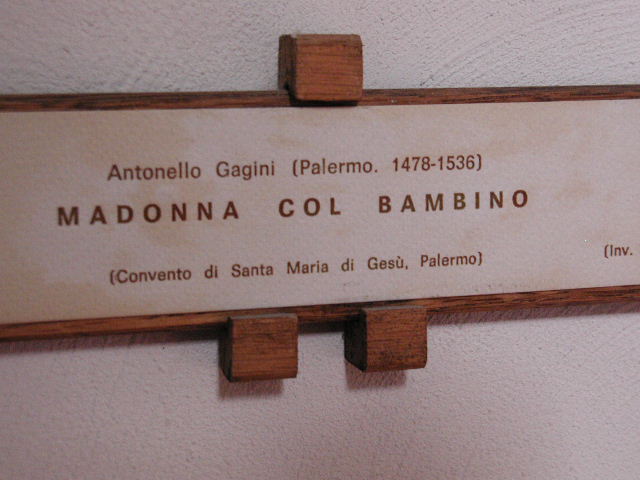 Antonello Gagini (Palermo. 1478-1536)
MADONNA COL BAMBINO
(Convento di Santa Maria di Gesù, Palermo)
(Inv.